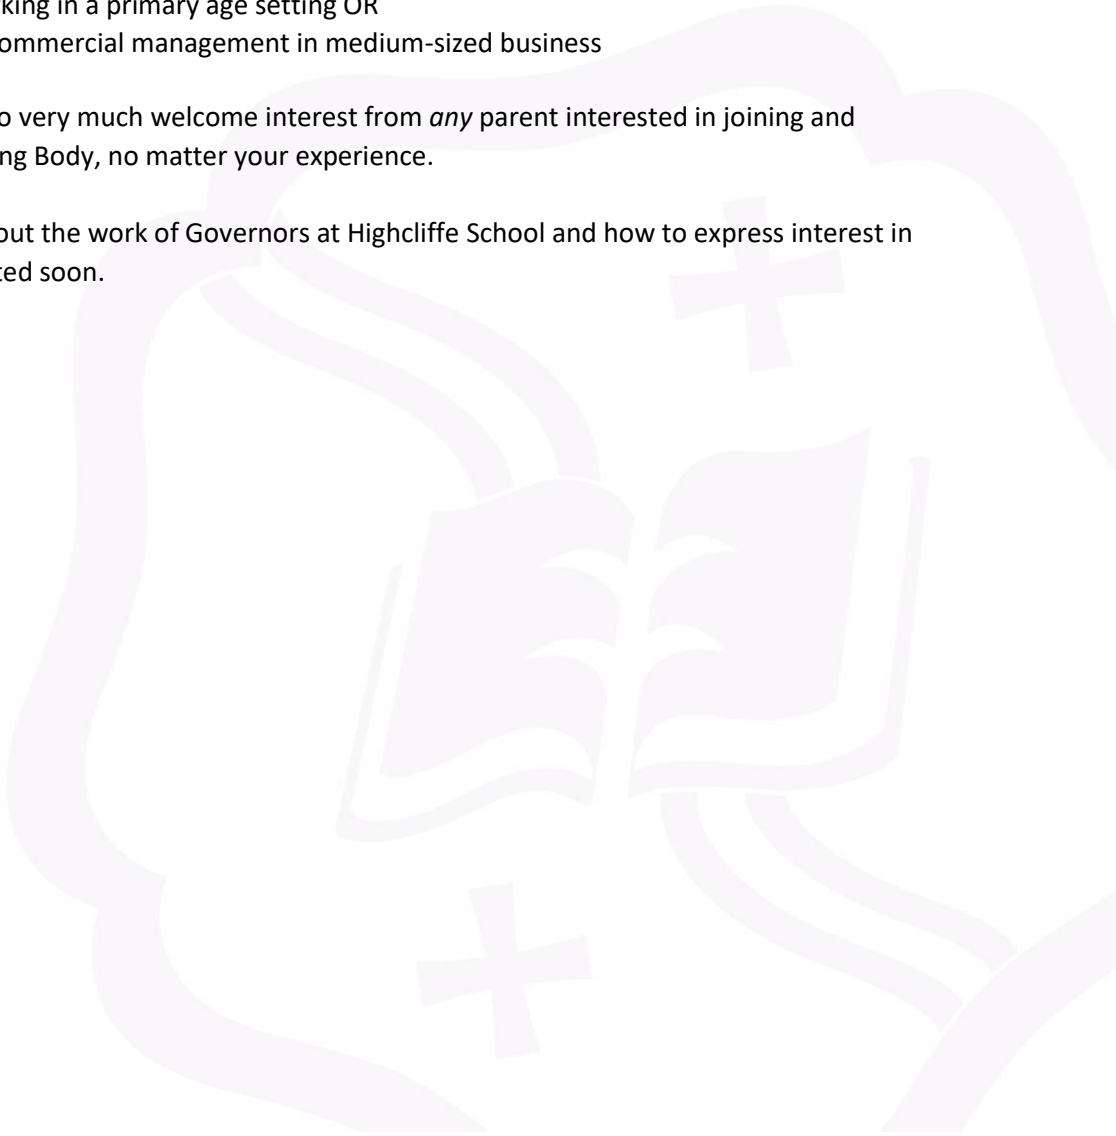 king in a primary age setting OR
ommercial management in medium-sized business
o very much welcome interest from any parent interested in joining and
ng Body, no matter your experience.
out the work of Governors at Highcliffe School and how to express interest in
ted soon.